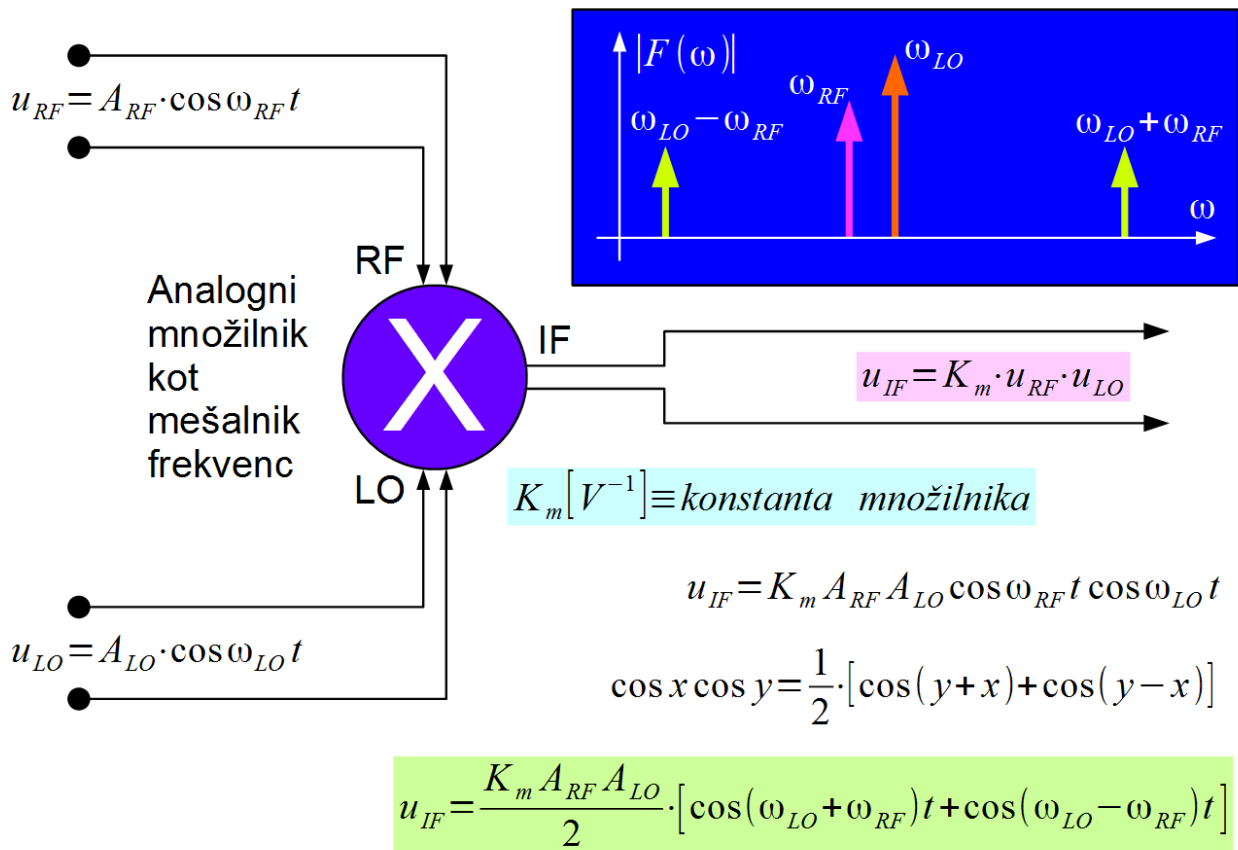 u_RF = A_RF · cos ω_RF t
|F(ω)|
ω_LO
ω_RF
ω_LO − ω_RF
ω_LO + ω_RF
ω
RF
Analogni
množilnik
kot
mešalnik
frekvenc
X
IF
u_IF = K_m · u_RF · u_LO
LO
K_m [V⁻¹] ≡ konstanta množilnika
u_IF = K_m A_RF A_LO cos ω_RF t cos ω_LO t
u_LO = A_LO · cos ω_LO t
cos x cos y = 1/2 · [cos(y+x) + cos(y−x)]
u_IF = K_m A_RF A_LO / 2 · [cos(ω_LO + ω_RF)t + cos(ω_LO − ω_RF)t]